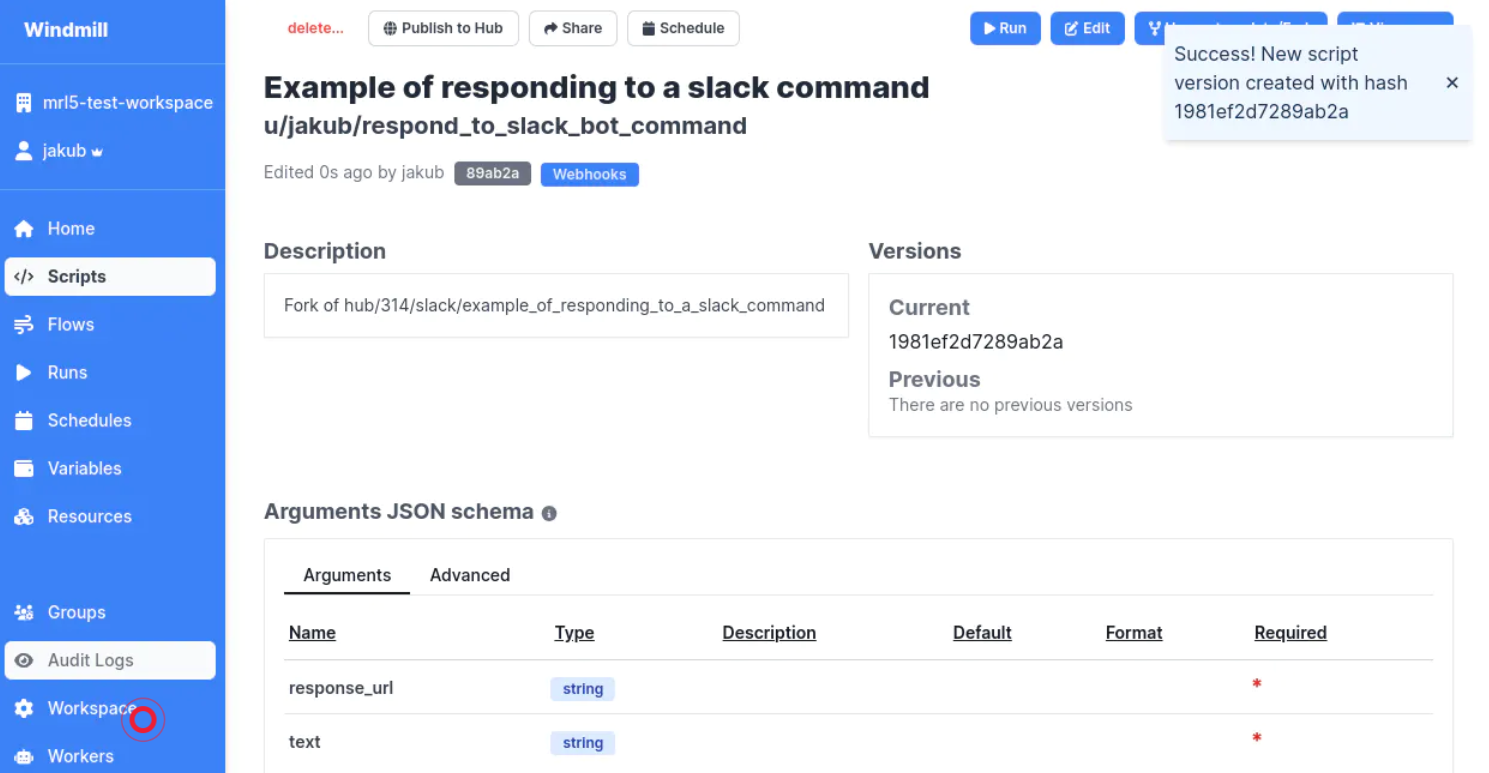 Windmill
mrl5-test-workspace
jakub
Home
Scripts
Flows
Runs
Schedules
Variables
Resources
Groups
Audit Logs
Workspace
Workers
delete...
Publish to Hub
Share
Schedule
Run
Edit
Success! New script
version created with hash
1981ef2d7289ab2a
Example of responding to a slack command
u/jakub/respond_to_slack_bot_command
Edited 0s ago by jakub 89ab2a Webhooks
Description
Fork of hub/314/slack/example_of_responding_to_a_slack_command
Versions
Current
1981ef2d7289ab2a
Previous
There are no previous versions
Arguments JSON schema
Arguments Advanced
Name Type Description Default Format Required
response_url string *
text string *